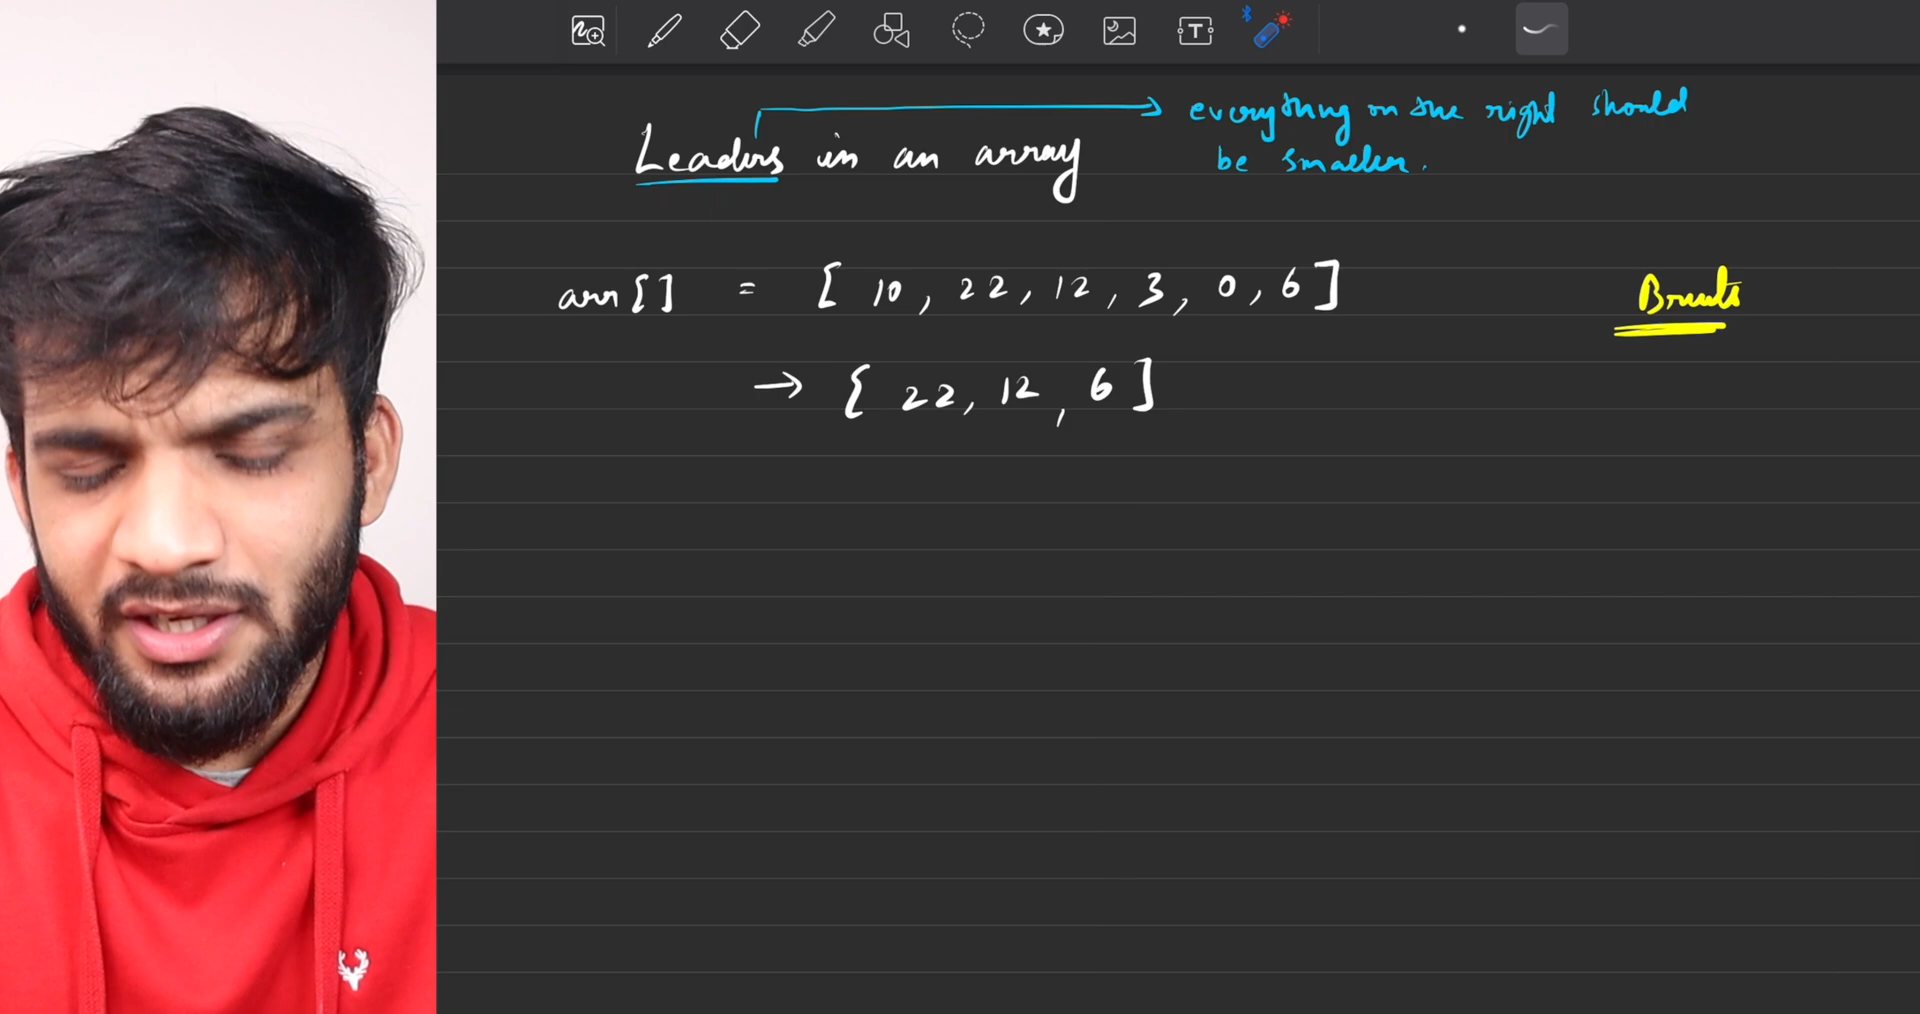 everything on the right should
be smaller.
Leaders in an array
arr[] = [ 10, 22, 12, 3, 0, 6 ]
Brute
→ { 22, 12, 6 ]